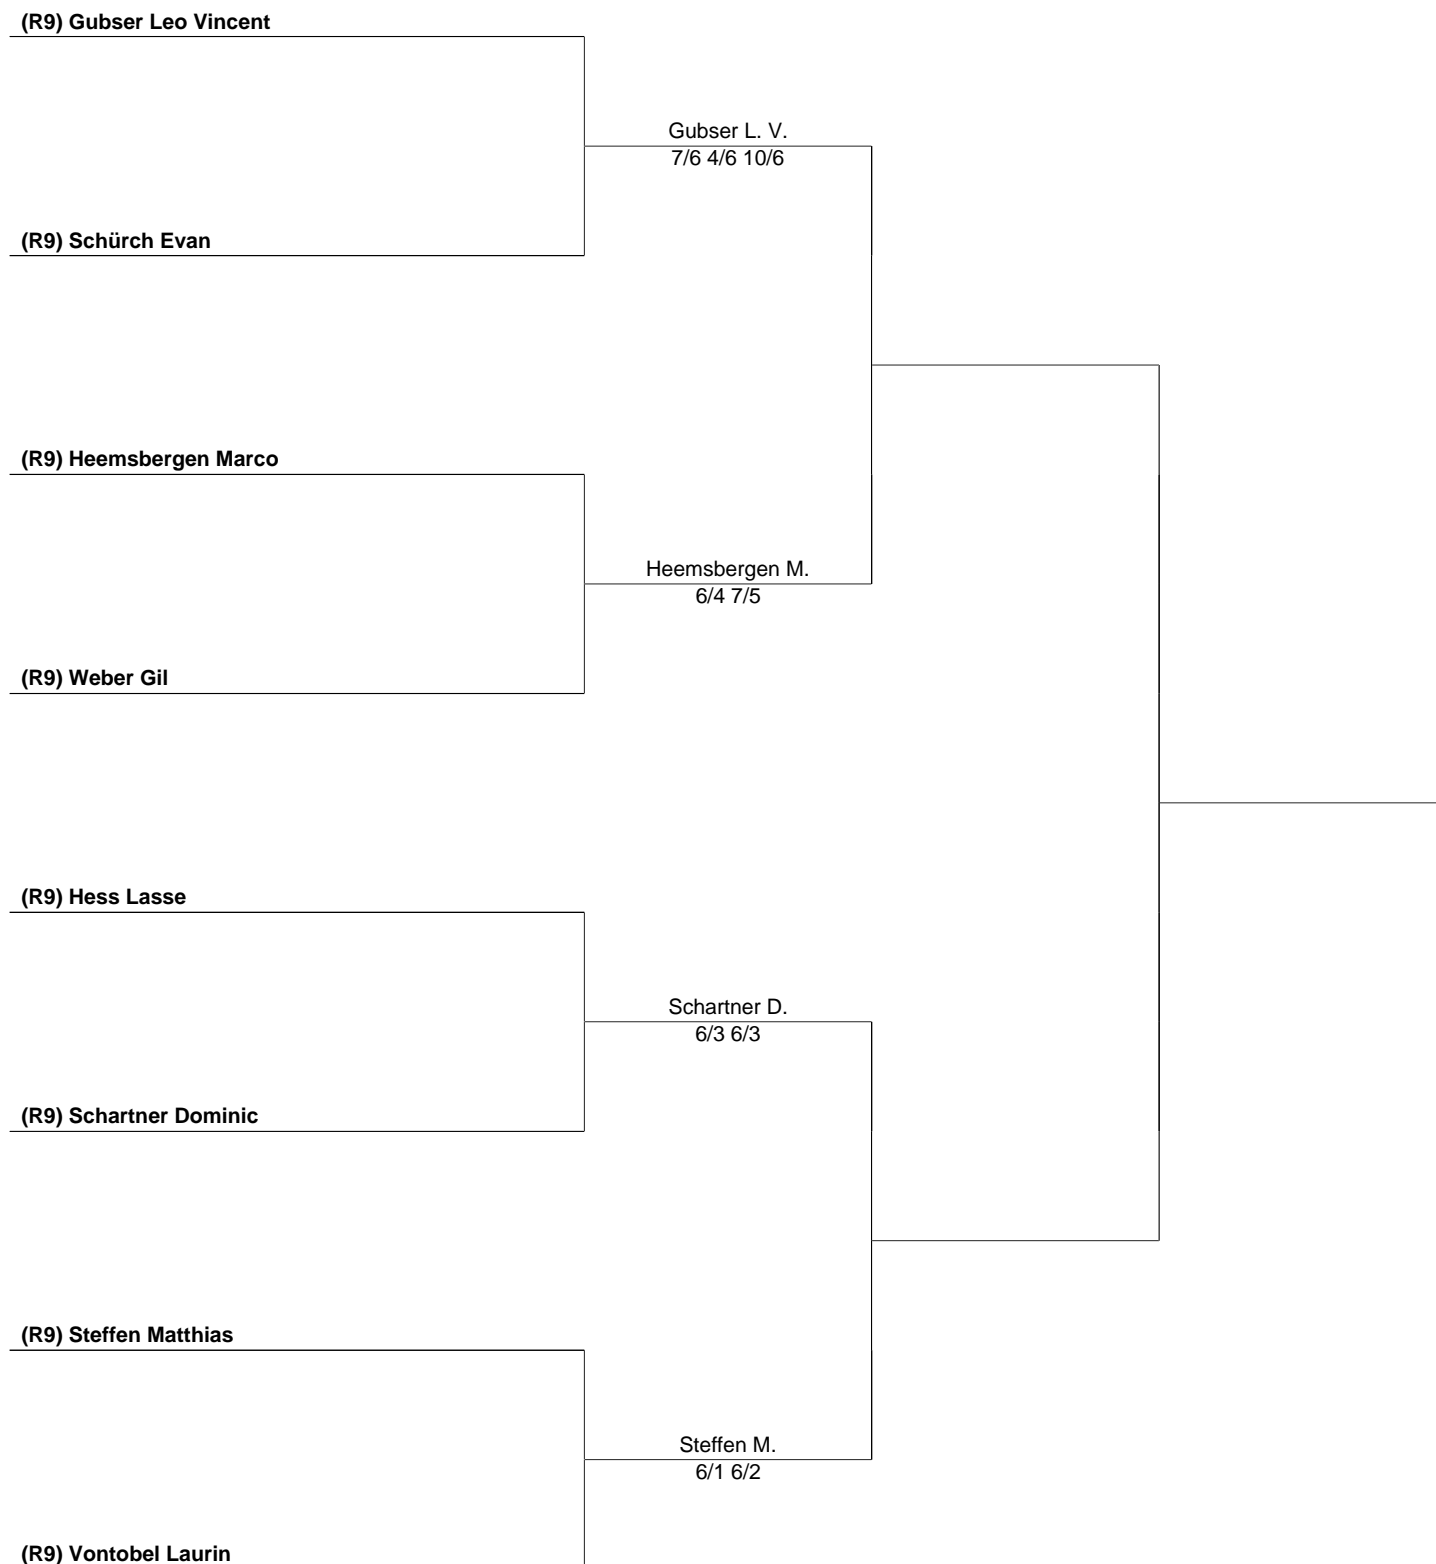 (R9) Gubser Leo Vincent
Gubser L. V.
7/6 4/6 10/6
(R9) Schürch Evan
(R9) Heemsbergen Marco
Heemsbergen M.
6/4 7/5
(R9) Weber Gil
(R9) Hess Lasse
Schartner D.
6/3 6/3
(R9) Schartner Dominic
(R9) Steffen Matthias
Steffen M.
6/1 6/2
(R9) Vontobel Laurin